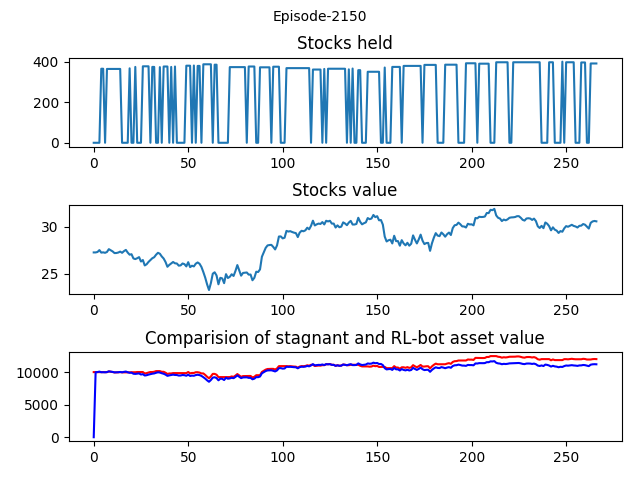 Episode-2150
Stocks held
400
200
0
0 50 100 150 200 250
Stocks value
30
25
0 50 100 150 200 250
Comparision of stagnant and RL-bot asset value
10000
5000
0
0 50 100 150 200 250